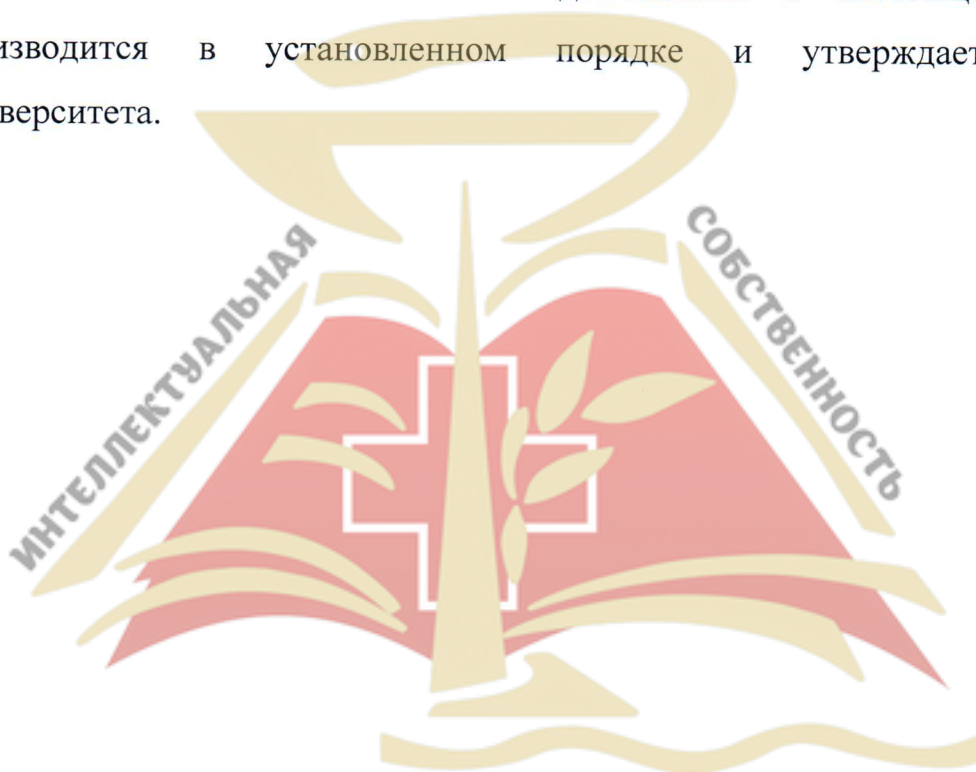 изводится в установленном порядке и утверждает
верситета.
ИНТЕЛЛЕКТУАЛЬНАЯ
СОБСТВЕННОСТЬ